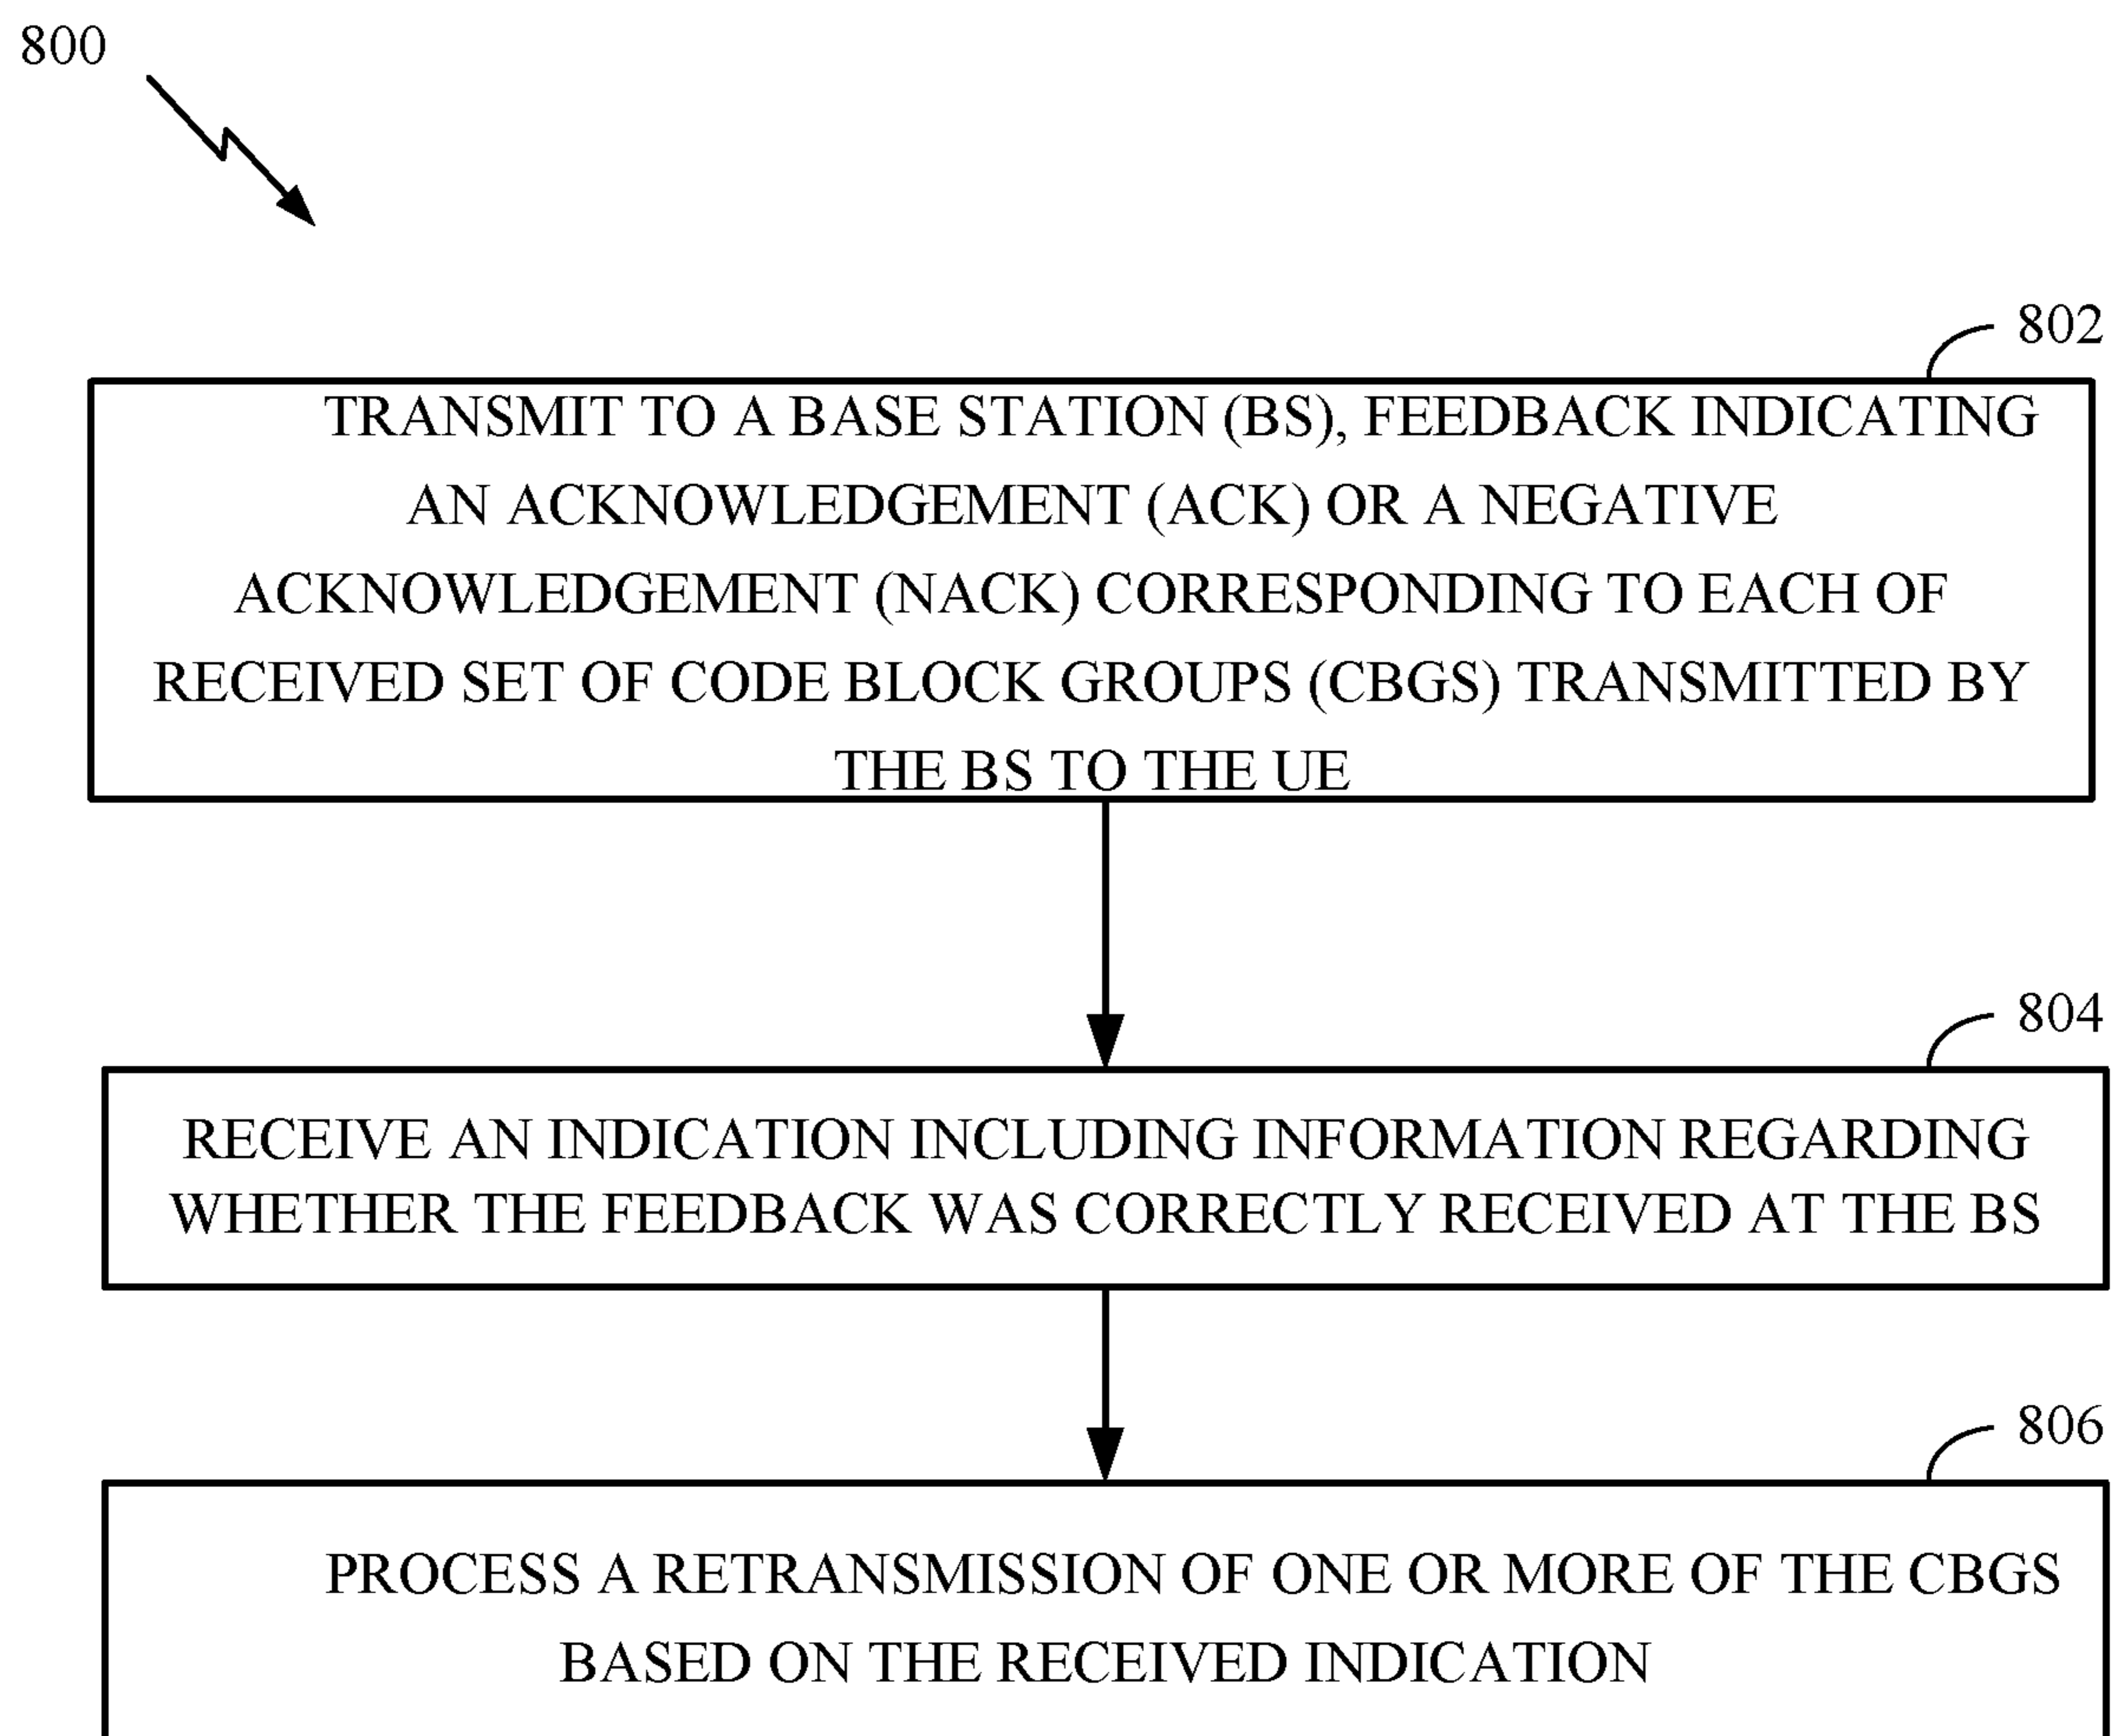 800
802
TRANSMIT TO A BASE STATION (BS), FEEDBACK INDICATING
AN ACKNOWLEDGEMENT (ACK) OR A NEGATIVE
ACKNOWLEDGEMENT (NACK) CORRESPONDING TO EACH OF
RECEIVED SET OF CODE BLOCK GROUPS (CBGS) TRANSMITTED BY
THE BS TO THE UE
804
RECEIVE AN INDICATION INCLUDING INFORMATION REGARDING
WHETHER THE FEEDBACK WAS CORRECTLY RECEIVED AT THE BS
806
PROCESS A RETRANSMISSION OF ONE OR MORE OF THE CBGS
BASED ON THE RECEIVED INDICATION